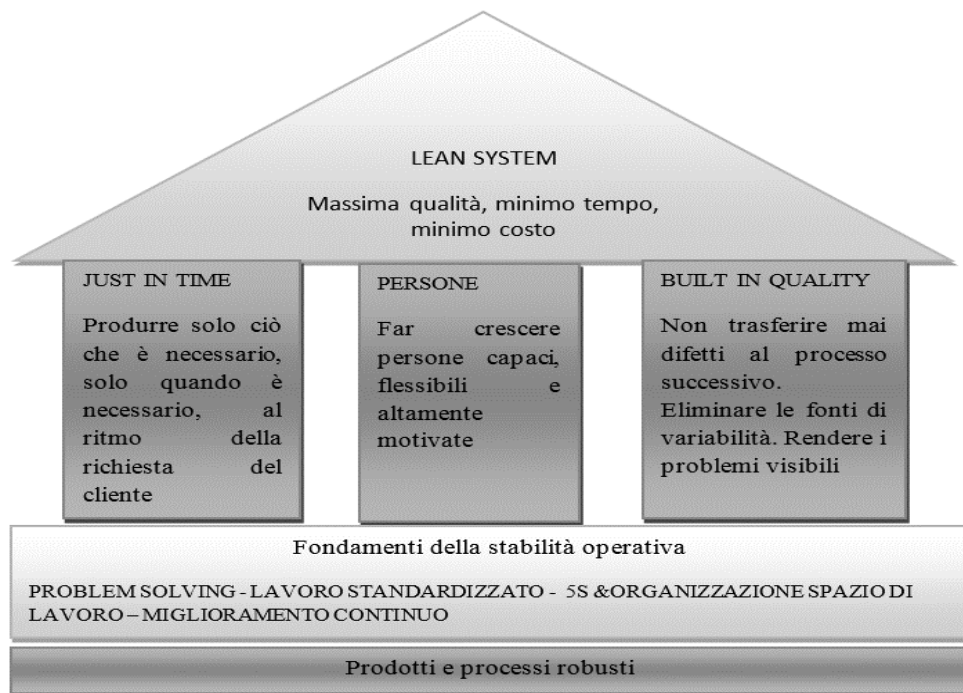 LEAN SYSTEM
Massima qualità, minimo tempo,
minimo costo
JUST IN TIME
Produrre solo ciò
che è necessario,
solo quando è
necessario, al
ritmo della
richiesta del
cliente
PERSONE
Far crescere
persone capaci,
flessibili e
altamente
motivate
BUILT IN QUALITY
Non trasferire mai
difetti al processo
successivo.
Eliminare le fonti di
variabilità. Rendere i
problemi visibili
Fondamenti della stabilità operativa
PROBLEM SOLVING - LAVORO STANDARDIZZATO - 5S &ORGANIZZAZIONE SPAZIO DI
LAVORO – MIGLIORAMENTO CONTINUO
Prodotti e processi robusti